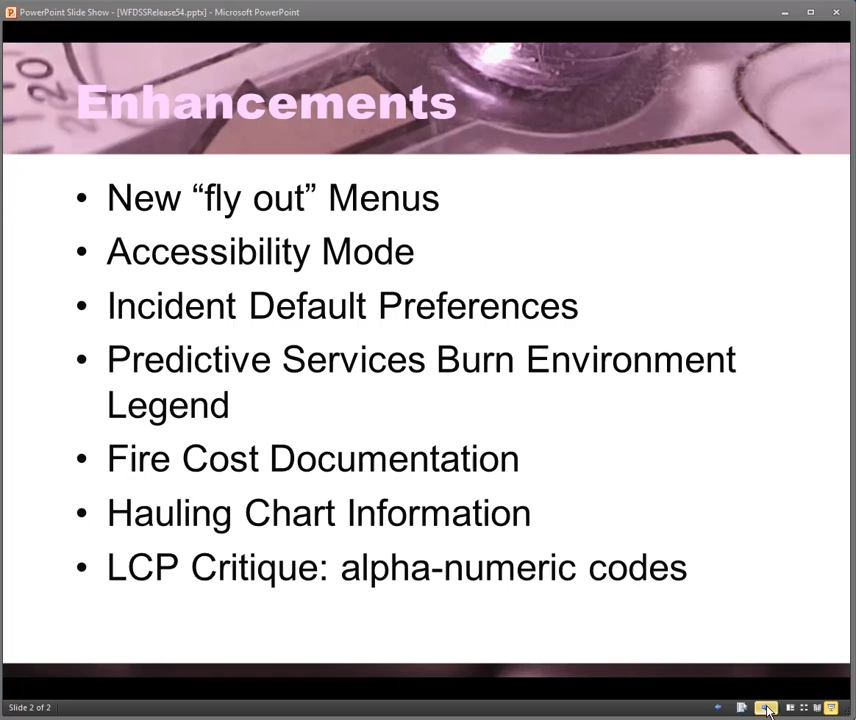 PowerPoint Slide Show - [WFDSSRelease54.pptx] - Microsoft PowerPoint
120
Enhancements
• New “fly out” Menus
• Accessibility Mode
• Incident Default Preferences
• Predictive Services Burn Environment
Legend
• Fire Cost Documentation
• Hauling Chart Information
• LCP Critique: alpha-numeric codes
Slide 2 of 2